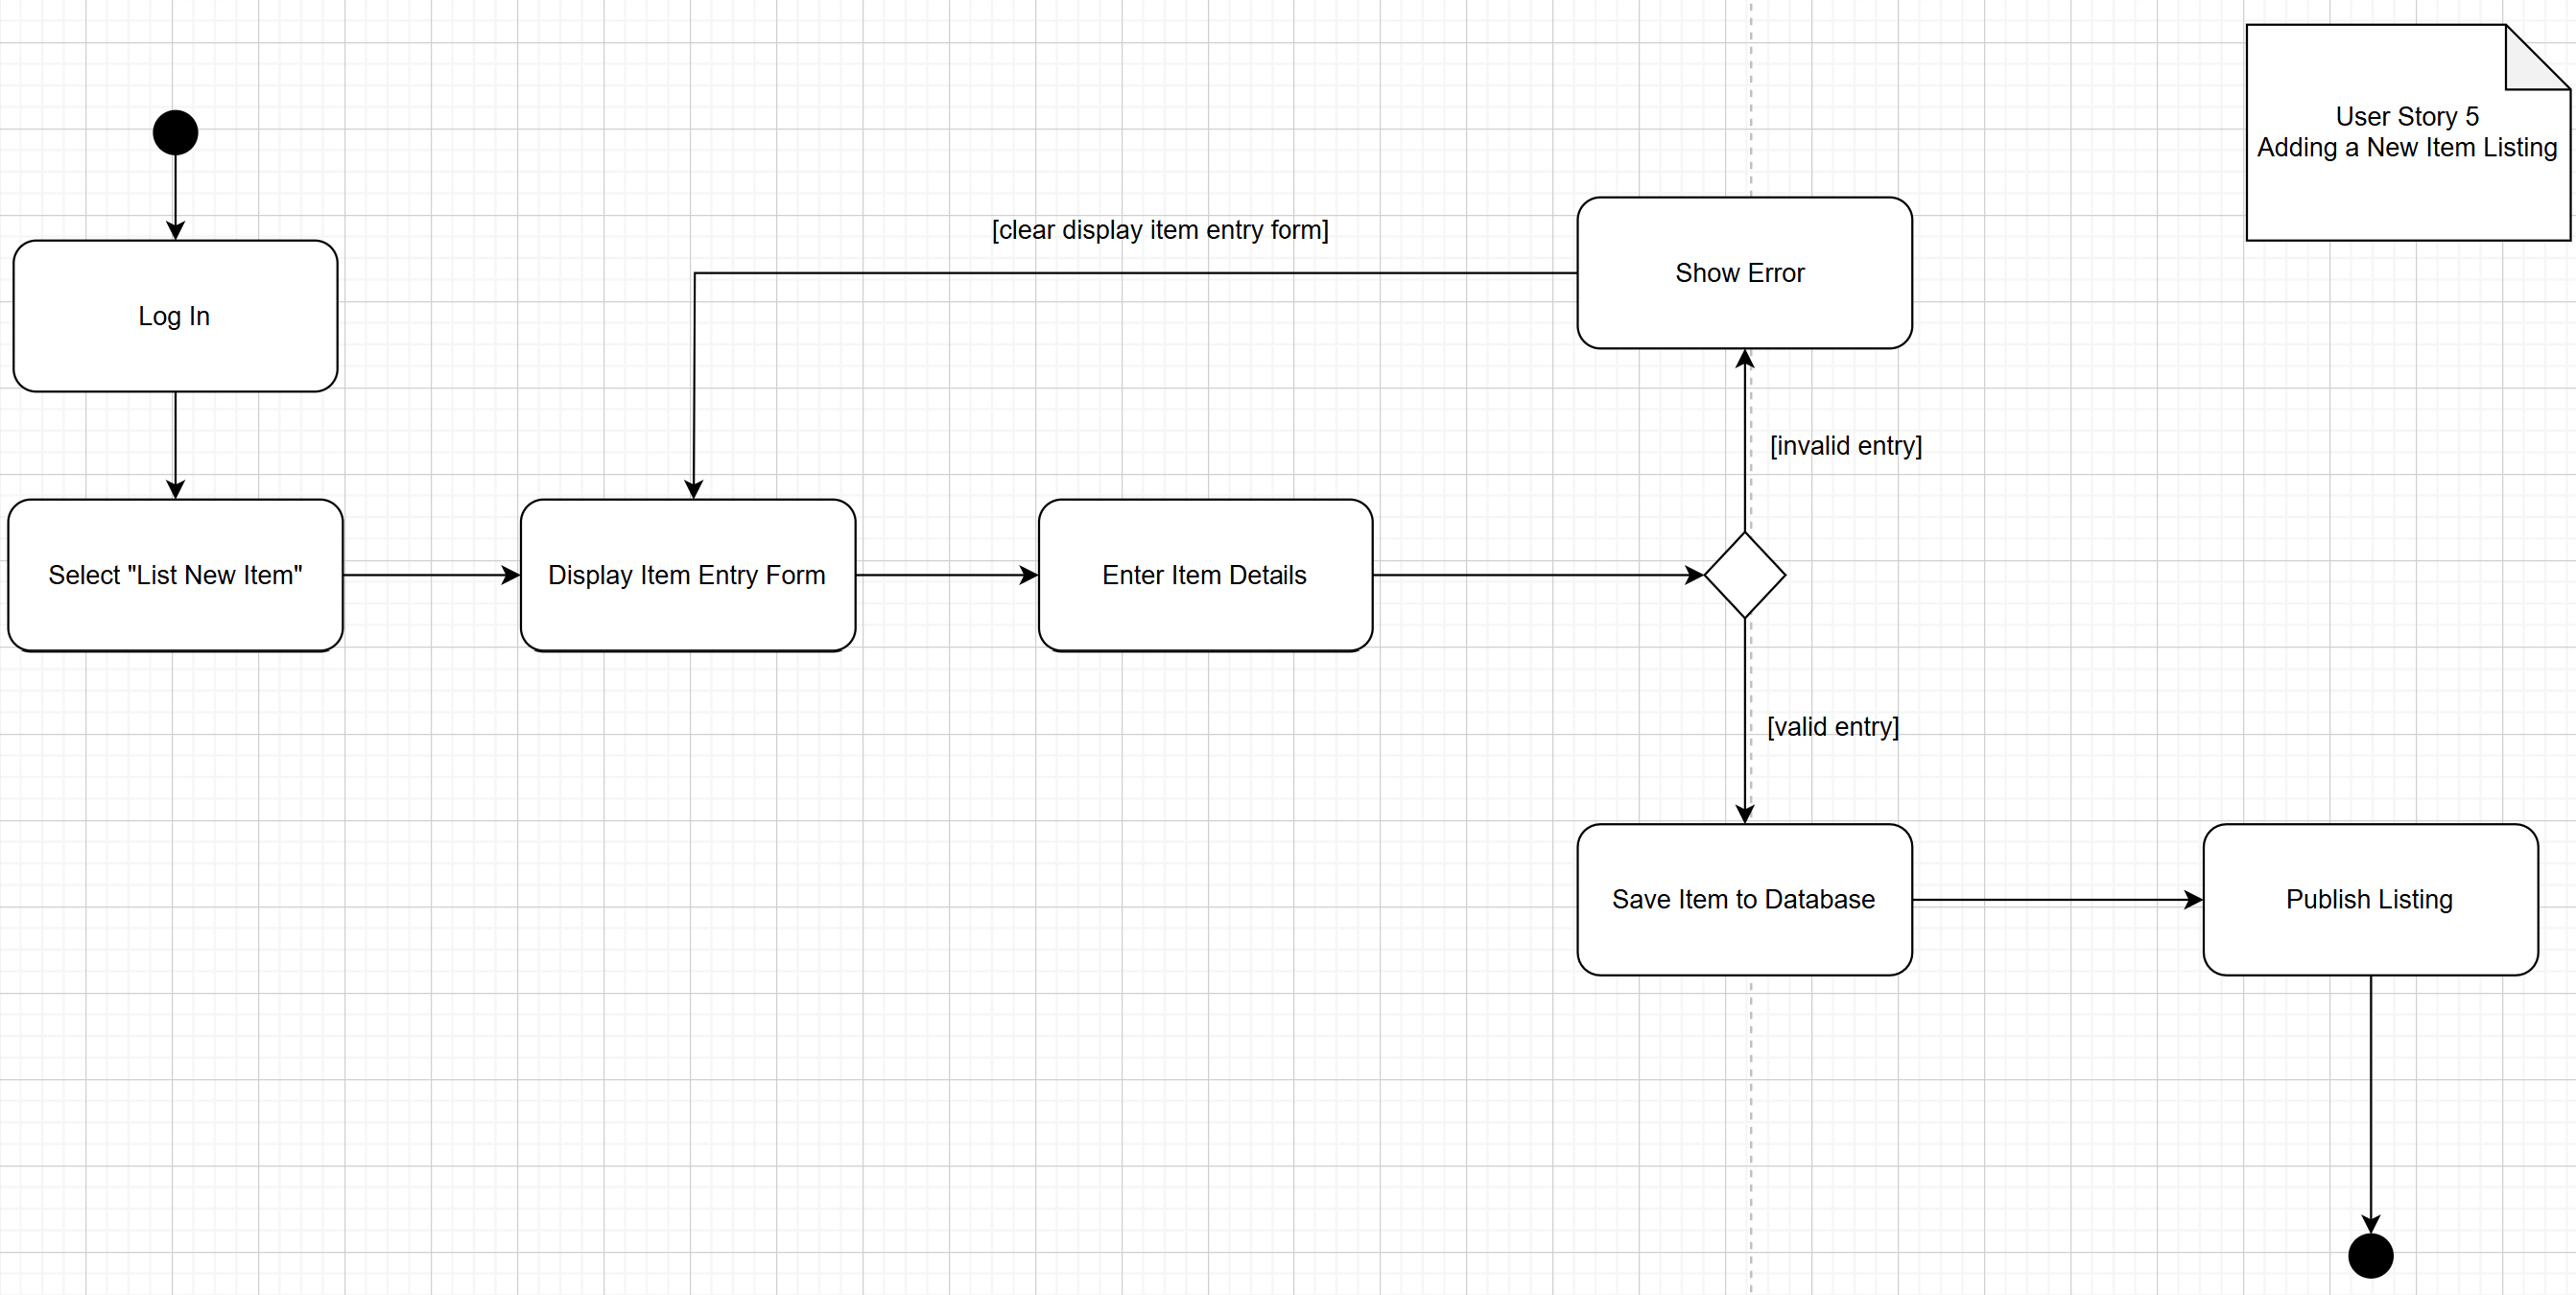 User Story 5
Adding a New Item Listing
[clear display item entry form]
Show Error
Log In
[invalid entry]
Select "List New Item"
Display Item Entry Form
Enter Item Details
[valid entry]
Save Item to Database
Publish Listing